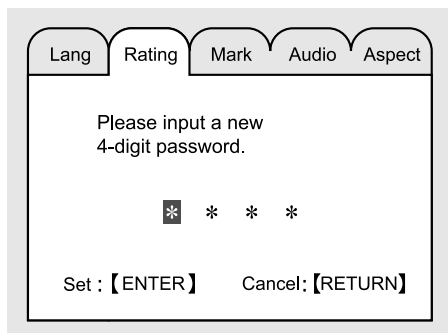 Lang Rating Mark Audio Aspect
Please input a new
4-digit password.
* * * *
Set :【ENTER】 Cancel:【RETURN】